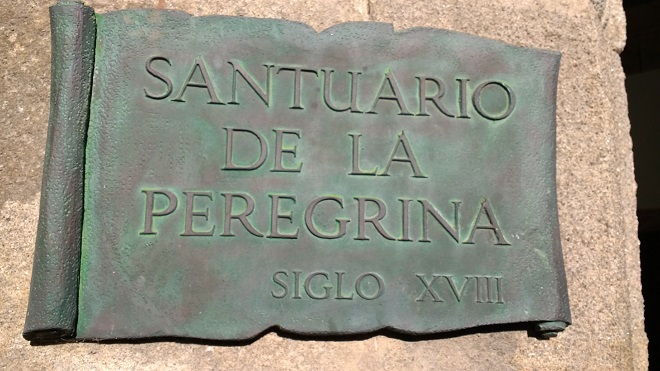 SANTUARIO
DE LA
PEREGRINA
SIGLO XVIII